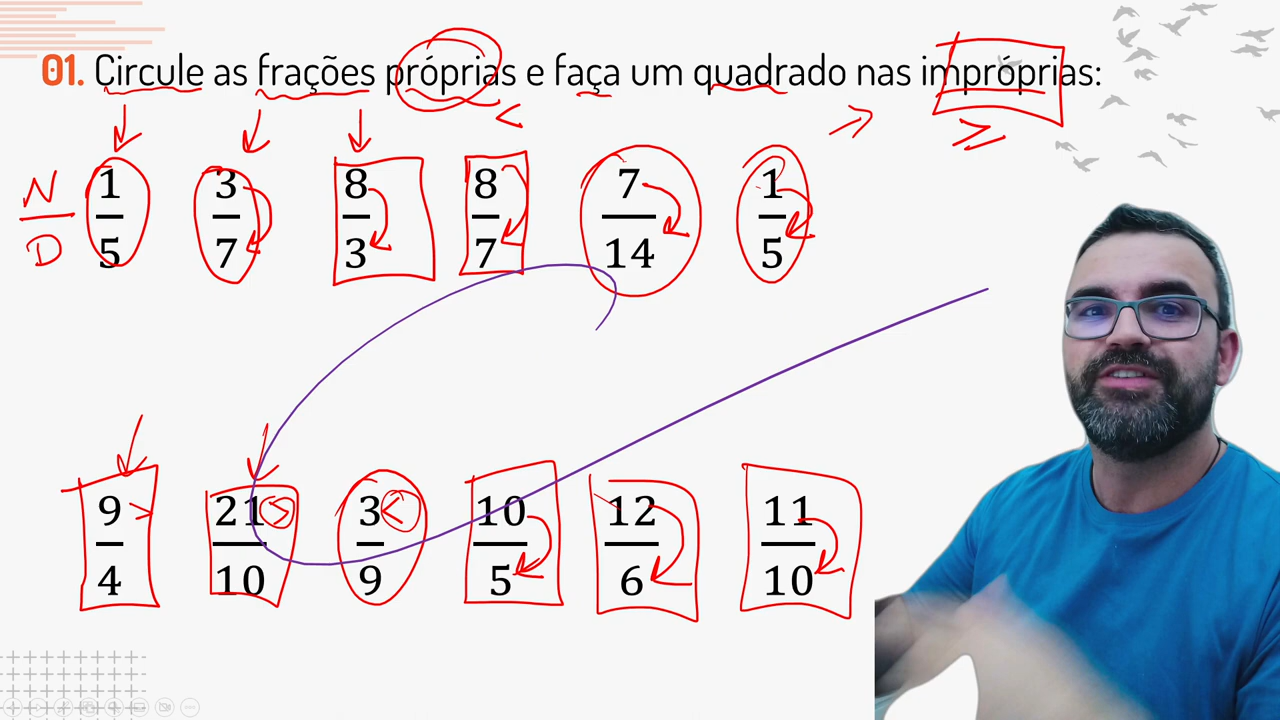 01. Circule as frações próprias e faça um quadrado nas impróprias:
< ≥
N/D 1/5 3/7 8/3 8/7 7/14 1/5
9/4 > 21/10 > 3/9 < 10/5 12/6 11/10